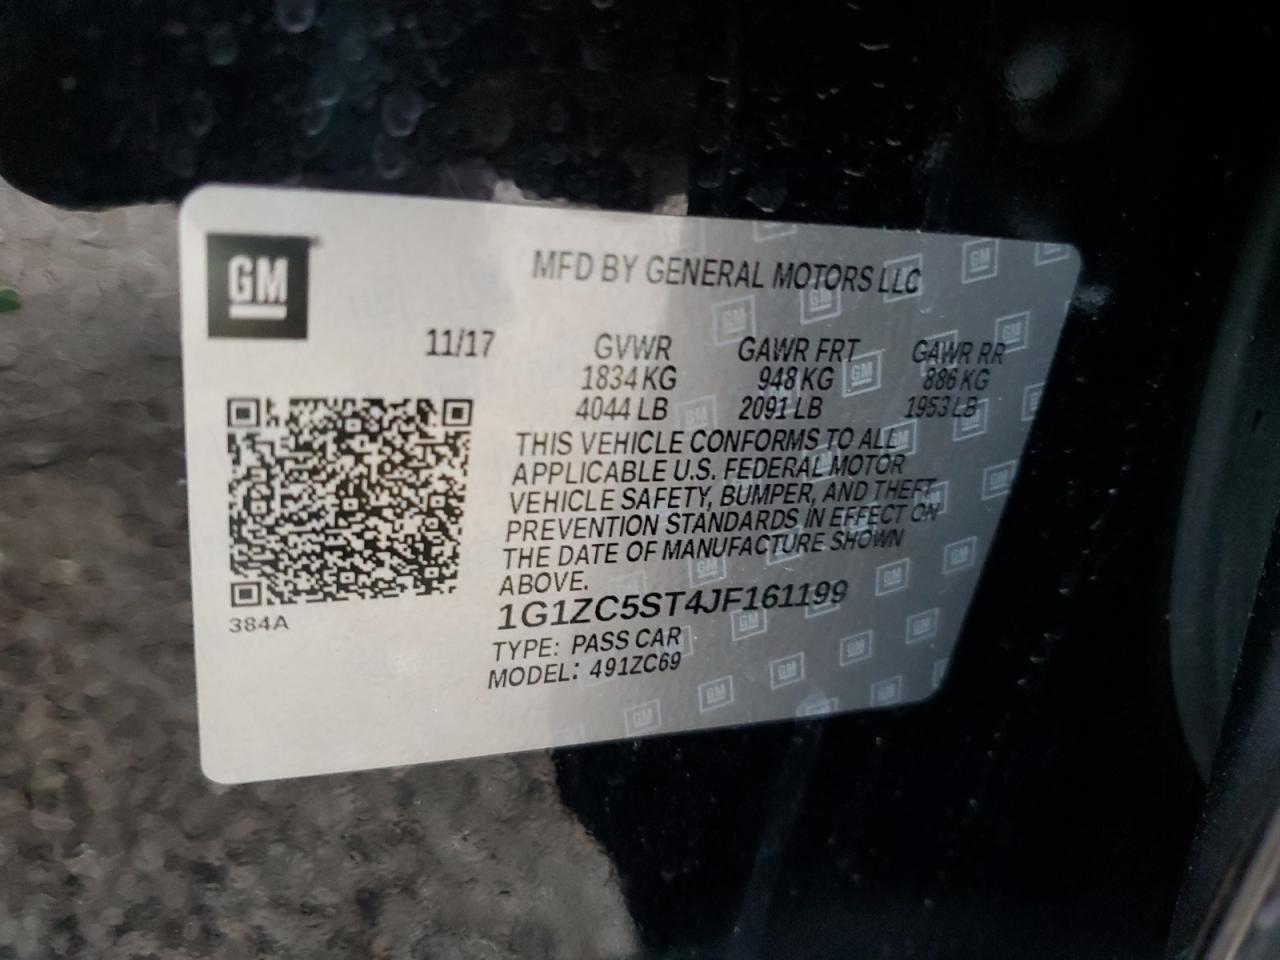 GM
MFD BY GENERAL MOTORS LLC
11/17 GVWR GAWR FRT GAWR RR
1834 KG 948 KG 886 KG
4044 LB 2091 LB 1953 LB
THIS VEHICLE CONFORMS TO ALL
APPLICABLE U.S. FEDERAL MOTOR
VEHICLE SAFETY, BUMPER, AND THEFT
PREVENTION STANDARDS IN EFFECT ON
THE DATE OF MANUFACTURE SHOWN
ABOVE.
1G1ZC5ST4JF161199
384A
TYPE: PASS CAR
MODEL: 491ZC69